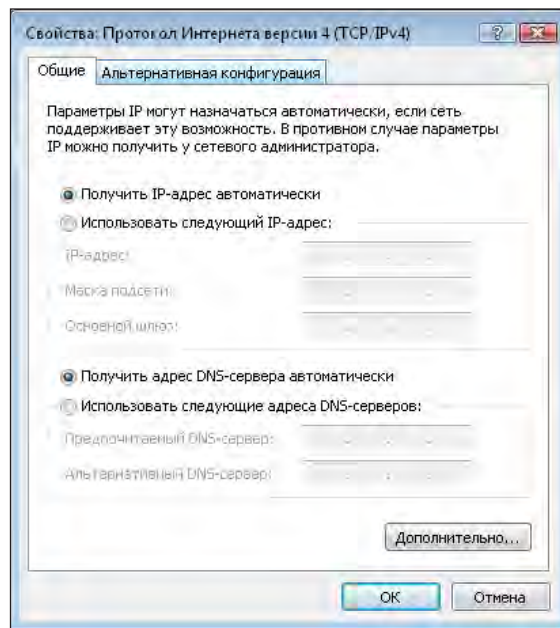 Свойства: Протокол Интернета версии 4 (TCP/IPv4)
Общие Альтернативная конфигурация
Параметры IP могут назначаться автоматически, если сеть
поддерживает эту возможность. В противном случае параметры
IP можно получить у сетевого администратора.
Получить IP-адрес автоматически
Использовать следующий IP-адрес:
IP-адрес:
Маска подсети:
Основной шлюз:
Получить адрес DNS-сервера автоматически
Использовать следующие адреса DNS-серверов:
Предпочитаемый DNS-сервер:
Альтернативный DNS-сервер:
Дополнительно...
ОК Отмена